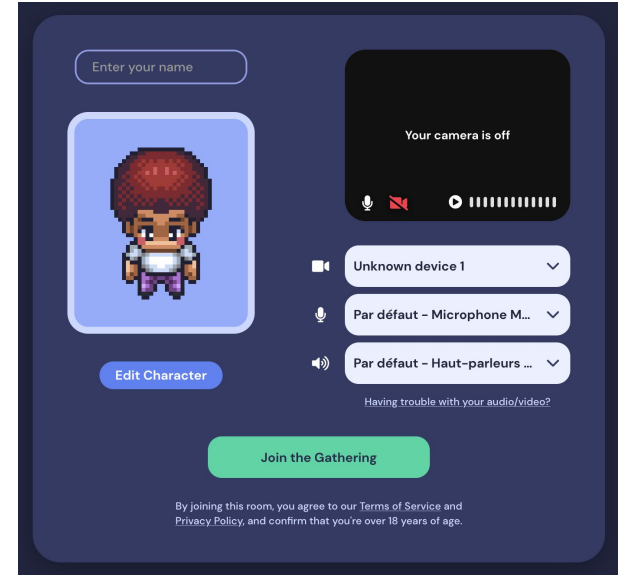 Enter your name
Your camera is off
Unknown device 1
Par défaut - Microphone M...
Par défaut - Haut-parleurs ...
Edit Character
Having trouble with your audio/video?
Join the Gathering
By joining this room, you agree to our Terms of Service and
Privacy Policy, and confirm that you're over 18 years of age.